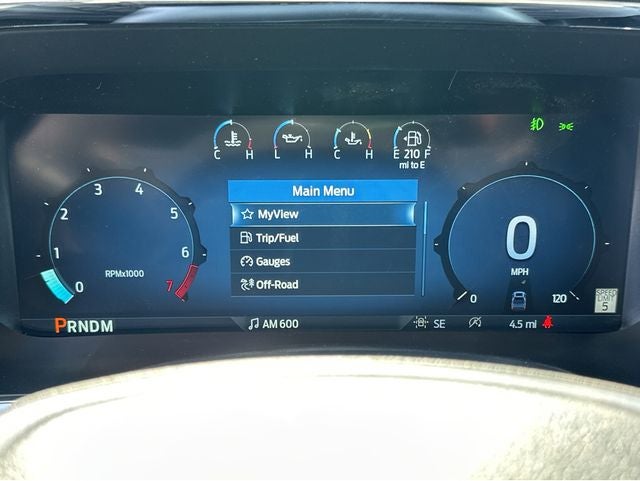 C H L H C H E 210 F
mi to E
Main Menu
MyView
Trip/Fuel
Gauges
Off-Road
0 1 2 3 4 5 6 7
RPMx1000
0
MPH
0 120
SPEED
LIMIT
5
PRNDM
AM 600
SE
4.5 mi